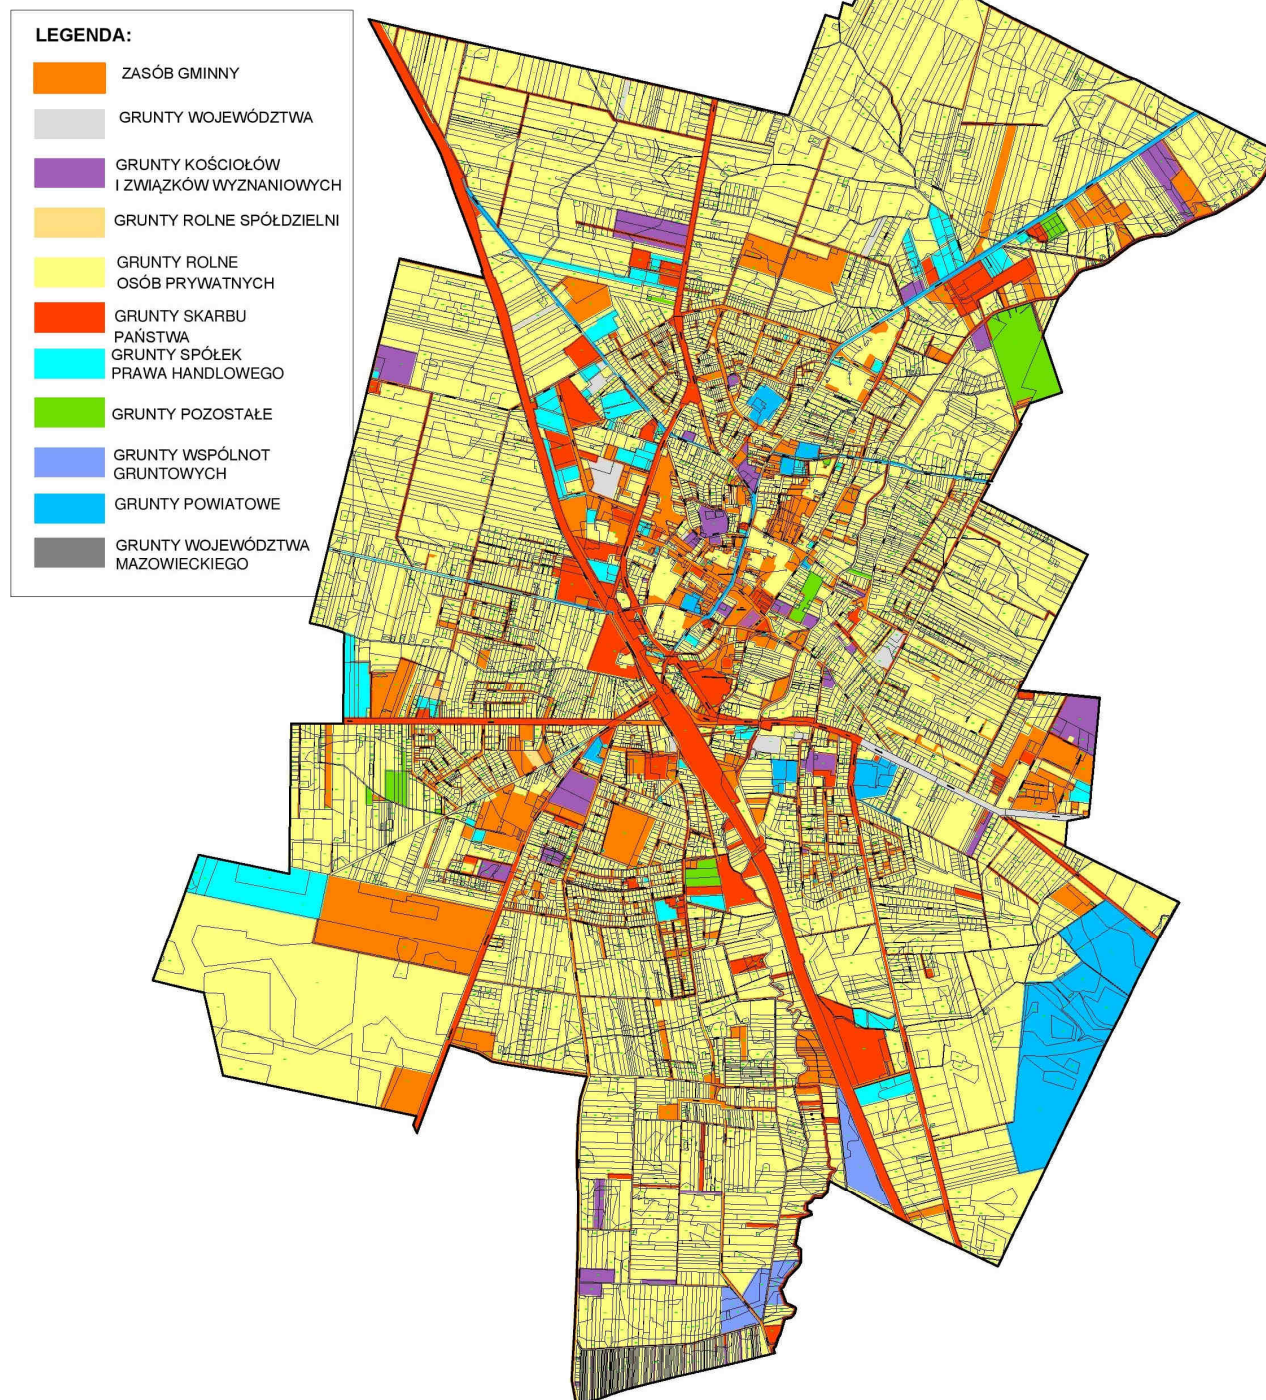 LEGENDA:
ZASÓB GMINNY
GRUNTY WOJEWÓDZTWA
GRUNTY KOŚCIOŁÓW
I ZWIĄZKÓW WYZNANIOWYCH
GRUNTY ROLNE SPÓŁDZIELNI
GRUNTY ROLNE
OSÓB PRYWATNYCH
GRUNTY SKARBU
PAŃSTWA
GRUNTY SPÓŁEK
PRAWA HANDLOWEGO
GRUNTY POZOSTAŁE
GRUNTY WSPÓLNOT
GRUNTOWYCH
GRUNTY POWIATOWE
GRUNTY WOJEWÓDZTWA
MAZOWIECKIEGO